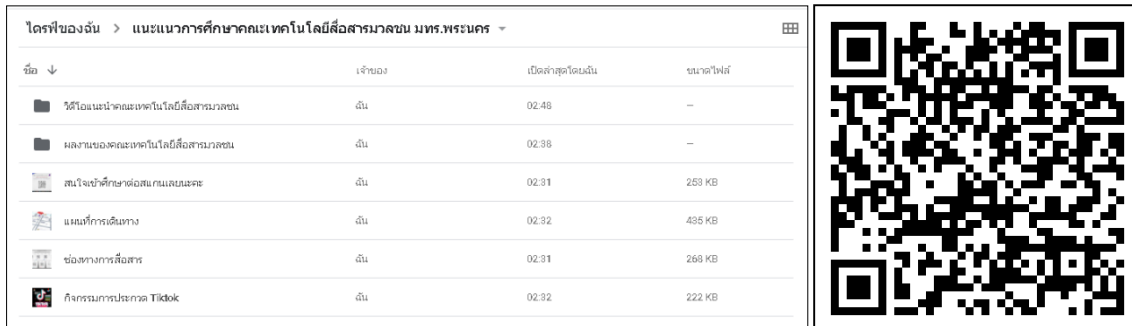 ไดรฟ์ของฉัน > แนะแนวการศึกษาคณะเทคโนโลยีสื่อสารมวลชน มทร.พระนคร
ชื่อ เจ้าของ เปิดล่าสุดโดยฉัน ขนาดไฟล์
วิดีโอแนะนำคณะเทคโนโลยีสื่อสารมวลชน ฉัน 02:48 –
ผลงานของคณะเทคโนโลยีสื่อสารมวลชน ฉัน 02:38 –
สนใจเข้าศึกษาต่อสแกนเลยนะคะ ฉัน 02:31 253 KB
แผนที่การเดินทาง ฉัน 02:32 435 KB
ช่องทางการสื่อสาร ฉัน 02:31 268 KB
กิจกรรมการประกวด Tiktok ฉัน 02:32 222 KB